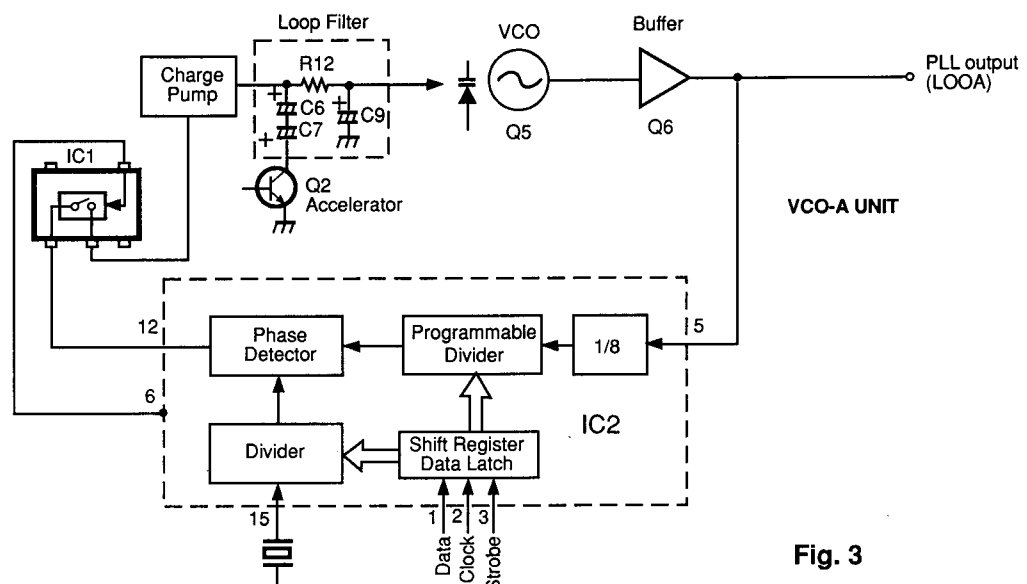 Loop Filter
VCO
Buffer
Charge
Pump
R12
PLL output
(LOOA)
+
C6
+
C9
+
C7
Q5
Q6
IC1
Q2
Accelerator
VCO-A UNIT
12
Phase
Detector
Programmable
Divider
1/8
5
6
IC2
Divider
Shift Register
Data Latch
15
1
2
3
Data
Clock
Strobe
Fig. 3